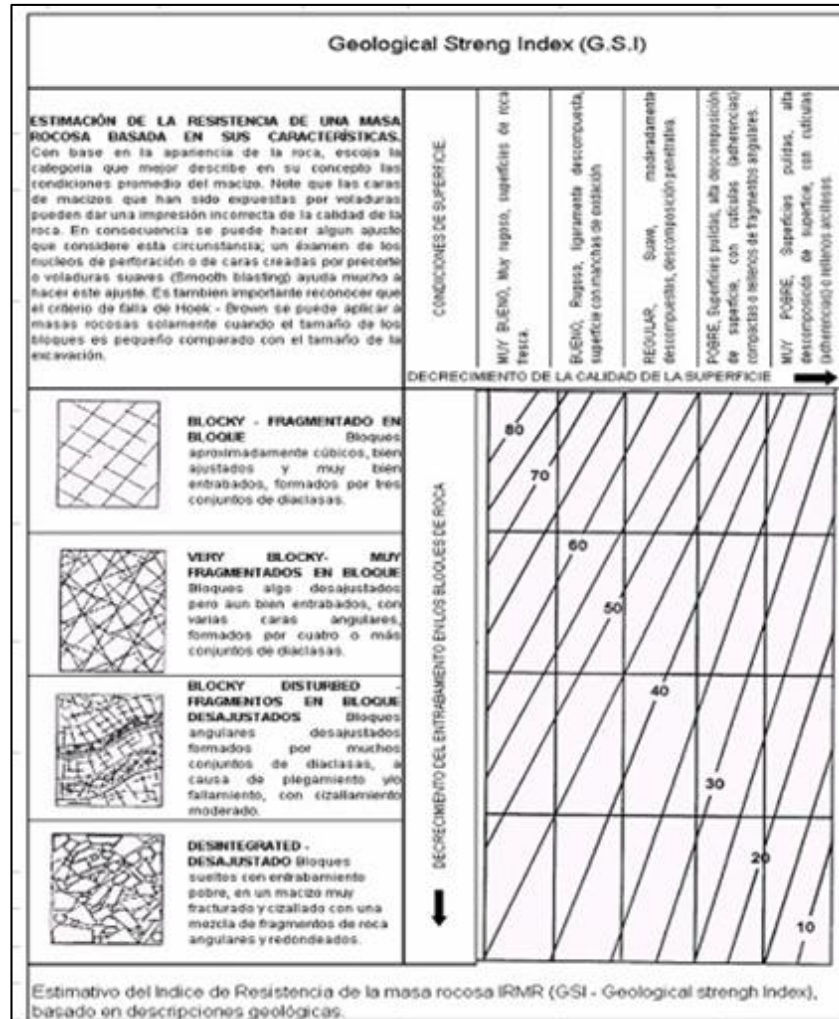 Geological Streng Index (G.S.I)
ESTIMACIÓN DE LA RESISTENCIA DE UNA MASA
ROCOSA BASADA EN SUS CARACTERÍSTICAS.
Con base en la apariencia de la roca, escoja la
categoria que mejor describe en su concepto las
condiciones promedio del macizo. Note que las caras
de macizos que han sido expuestas por voladuras
pueden dar una impresión incorrecta de la calidad de la
roca. En consecuencia se puede hacer algun ajuste
que considere esta circunstancia; un éxamen de los
nucleos de perforación o de caras creadas por precorte
o voladuras suaves (Smooth blasting) ayuda mucho a
hacer este ajuste. Es tambien importante reconocer que
el criterio de falla de Hoek - Brown se puede aplicar a
masas rocosas solamente cuando el tamaño de los
bloques es pequeño comparado con el tamaño de la
excavación.
CONDICIONES DE SUPERFICIE.
MUY BUENO, Muy rugoso, superficies de roca
fresca.
BUENO, Rugoso, ligeramente descompuesta,
superficie con manchas de oxidación
REGULAR, Suave, moderadamente
descompuestas, descomposición penetrativa.
POBRE, Superficies pulidas, alta descomposición
de superficie, con cutículas (adherencias)
compactas o rellenos de fragmentos angulares.
MUY POBRE, Superficies pulidas, alta
descomposición de superficie, con cutículas
(adherencias) o rellenos arcillosos.
DECRECIMIENTO DE LA CALIDAD DE LA SUPERFICIE
BLOCKY - FRAGMENTADO EN
BLOQUE Bloques
aproximadamente cúbicos, bien
ajustados y muy bien
entrabados, formados por tres
conjuntos de diaclasas.
VERY BLOCKY- MUY
FRAGMENTADOS EN BLOQUE
Bloques algo desajustados
pero aun bien entrabados, con
varias caras angulares,
formados por cuatro o más
conjuntos de diaclasas.
BLOCKY DISTURBED -
FRAGMENTOS EN BLOQUE
DESAJUSTADOS Bloques
angulares desajustados
formados por muchos
conjuntos de diaclasas, a
causa de plegamiento y/o
fallamiento, con cizallamiento
moderado.
DESINTEGRATED -
DESAJUSTADO Bloques
sueltos con entrabamiento
pobre, en un macizo muy
fracturado y cizallado con una
mezcla de fragmentos de roca
angulares y redondeados.
DECRECIMIENTO DEL ENTRABAMIENTO EN LOS BLOQUES DE ROCA
80
70
60
50
40
30
20
10
Estimativo del Indice de Resistencia de la masa rocosa IRMR (GSI - Geological strengh Index),
basado en descripciones geológicas.